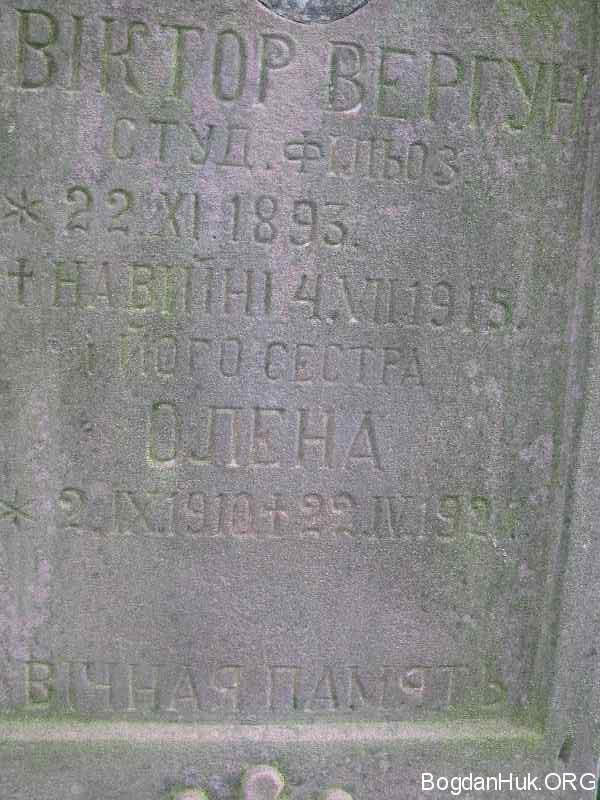 ВІКТОР ВЕРГУН
СТУД. ФІЛЬОЗ.
* 22.XI.1893.
† НА ВІЙНІ 4.VII.1915.
І ЙОГО СЕСТРА
ОЛЕНА
* 2.IX.1910 † 22.IV.
ВІЧНАЯ ПАМЯТЬ
BogdanHuk.ORG